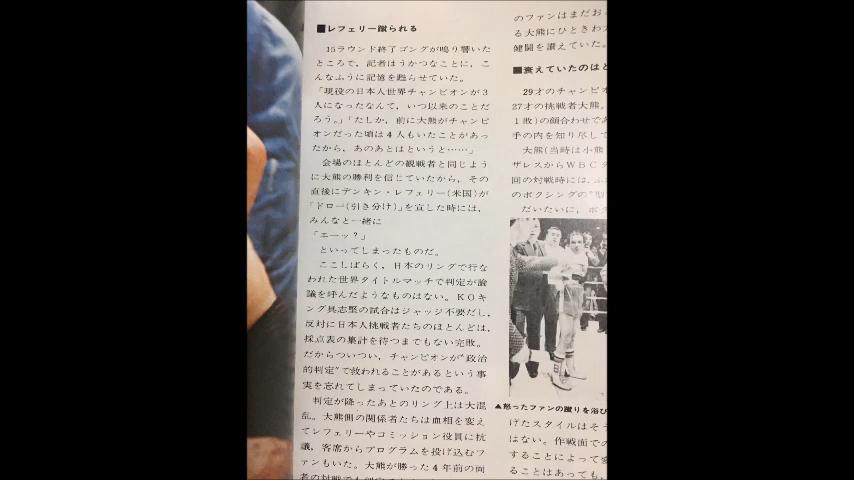 ■レフェリー蹴られる
15ラウンド終了ゴングが鳴り響いた
ところで，記者はうかつなことに，こ
んなふうに記憶を甦らせていた。
「現役の日本人世界チャンピオンが3
人になったなんて，いつ以来のことだ
ろう。」「たしか，前に大熊がチャンピ
オンだった頃は4人もいたことがあっ
たから，あのあとはというと……」
会場のほとんどの観戦者と同じよう
に大熊の勝利を信じていたから，その
直後にデンキン・レフェリー(米国)が
「ドロー(引き分け)」を宣した時には，
みんなと一緒に
「エーッ？」
といってしまったものだ。
ここしばらく，日本のリングで行な
われた世界タイトルマッチで判定が論
議を呼んだようなものはない。KOキ
ング具志堅の試合はジャッジ不要だし，
反対に日本人挑戦者たちのほとんどは，
採点表の集計を待つまでもない完敗。
だからついつい，チャンピオンが"政治
的判定"で救われることがあるという事
実を忘れてしまっていたのである。
判定が降ったあとのリング上は大混
乱。大熊側の関係者たちは血相を変え
てレフェリーやコミッション役員に抗
議，客席からプログラムを投げ込むフ
ァンもいた。大熊が勝った4年前の両
者の対戦でも判定
のファンはまだお
る大熊にひときわ
健闘を讃えていた。
■衰えていたのは
29才のチャンピオ
27才の挑戦者大熊。
1敗)の顔合わせであ
手の内を知り尽して
大熊(当時は小熊
ザレスからWBC
回の対戦時には，
のボクシングの"型
だいたいに，ボク
▲怒ったファンの蹴りを浴び
げたスタイルはそう
はない。作戦面での
することによって変
ることはあっても，